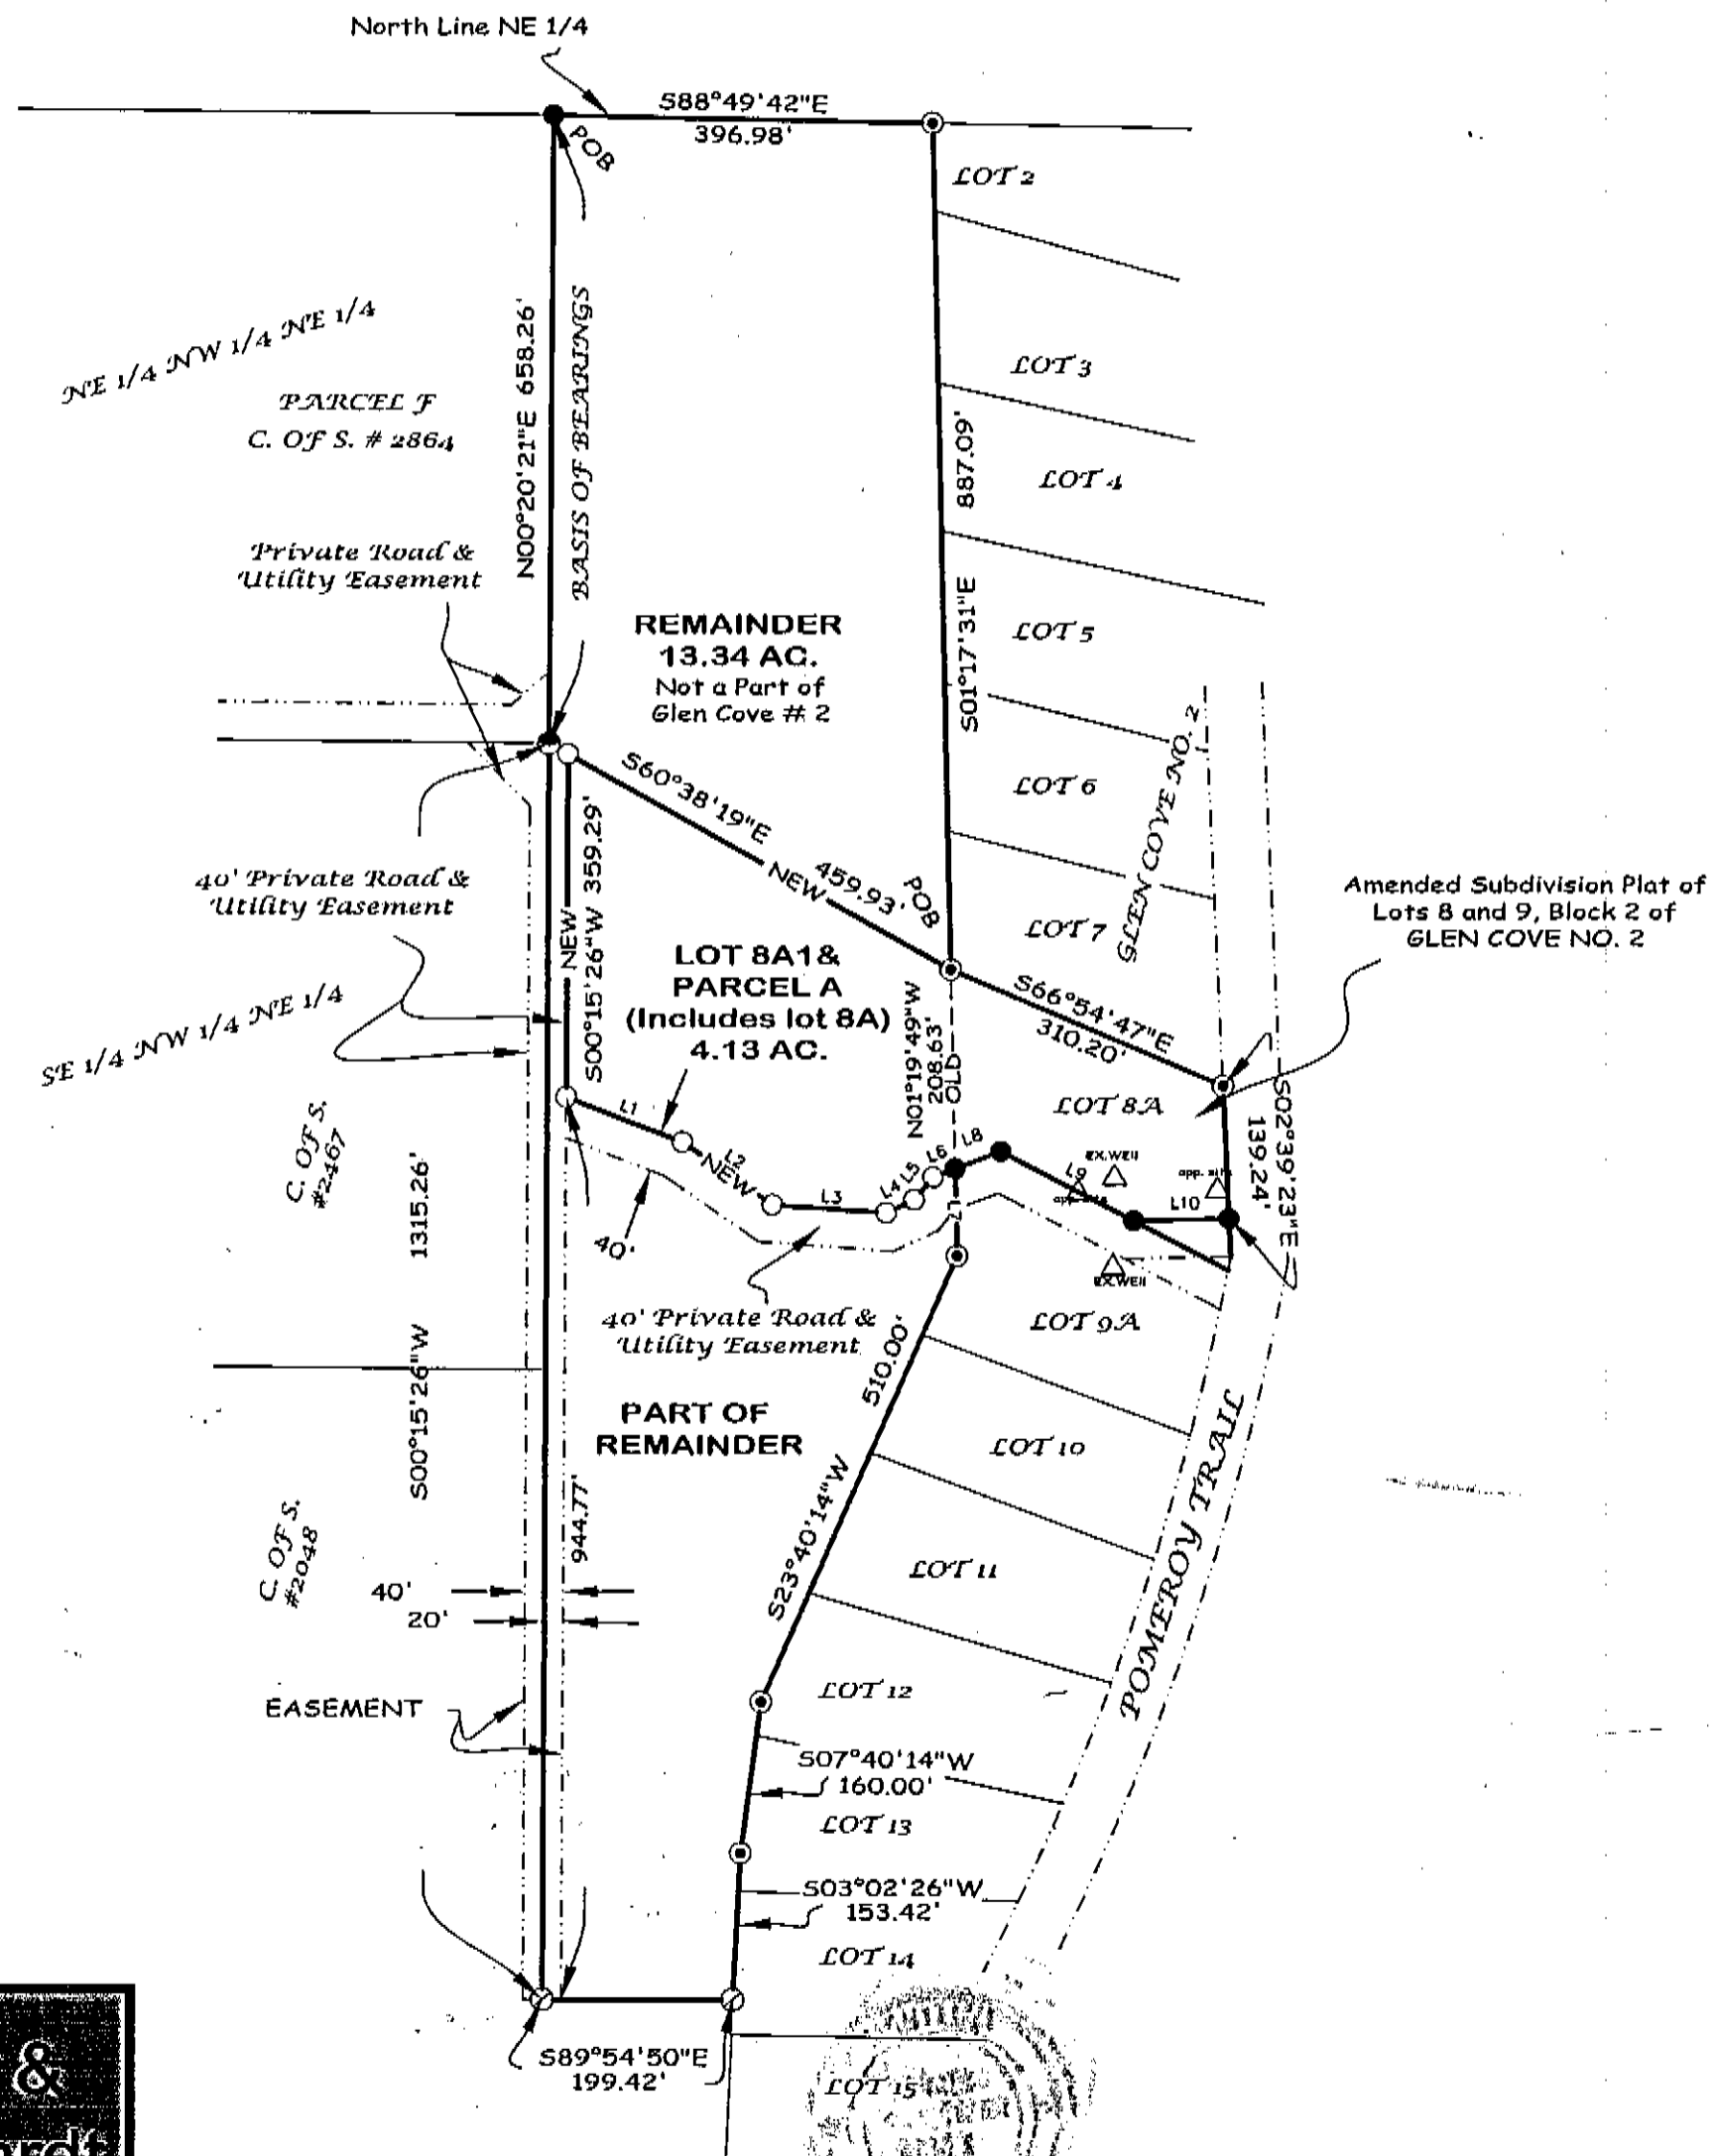 North Line NE 1/4
S88°49'42"E
396.98'
POB
LOT 2
NE 1/4 NW 1/4 NE 1/4
PARCEL F
C. OF S. # 2864
N00°20'21"E 658.26'
BASIS OF BEARINGS
LOT 3
LOT 4
887.09'
S01°17'31"E
Private Road &
Utility Easement
REMAINDER
13.34 AC.
Not a Part of
Glen Cove # 2
LOT 5
LOT 6
GLEN COVE NO. 2
S60°38'19"E
NEW
459.93'
POB
LOT 7
40' Private Road &
Utility Easement
NEW
S00°15'26"W 359.29'
Amended Subdivision Plat of
Lots 8 and 9, Block 2 of
GLEN COVE NO. 2
LOT 8A1&
PARCEL A
(Includes lot 8A)
4.13 AC.
S66°54'47"E
310.20'
SE 1/4 NW 1/4 NE 1/4
N01°19'49"W
208.63'
OLD
LOT 8A
S02°39'23"E
139.24'
C. OF S.
#2467
L1
L2
NEW
L3
L4
L5
L6
L7
L8
L9
L10
EX.WEll
app.
EX.WEll
40'
1315.26'
S00°15'26"W
40' Private Road &
Utility Easement
LOT 9A
510.00'
S23°40'14"W
PART OF
REMAINDER
LOT 10
POMEROY TRAIL
944.77'
C. OF S.
#2048
LOT 11
40'
20'
EASEMENT
LOT 12
S07°40'14"W
160.00'
LOT 13
S03°02'26"W
153.42'
LOT 14
S89°54'50"E
199.42'
LOT 15
&